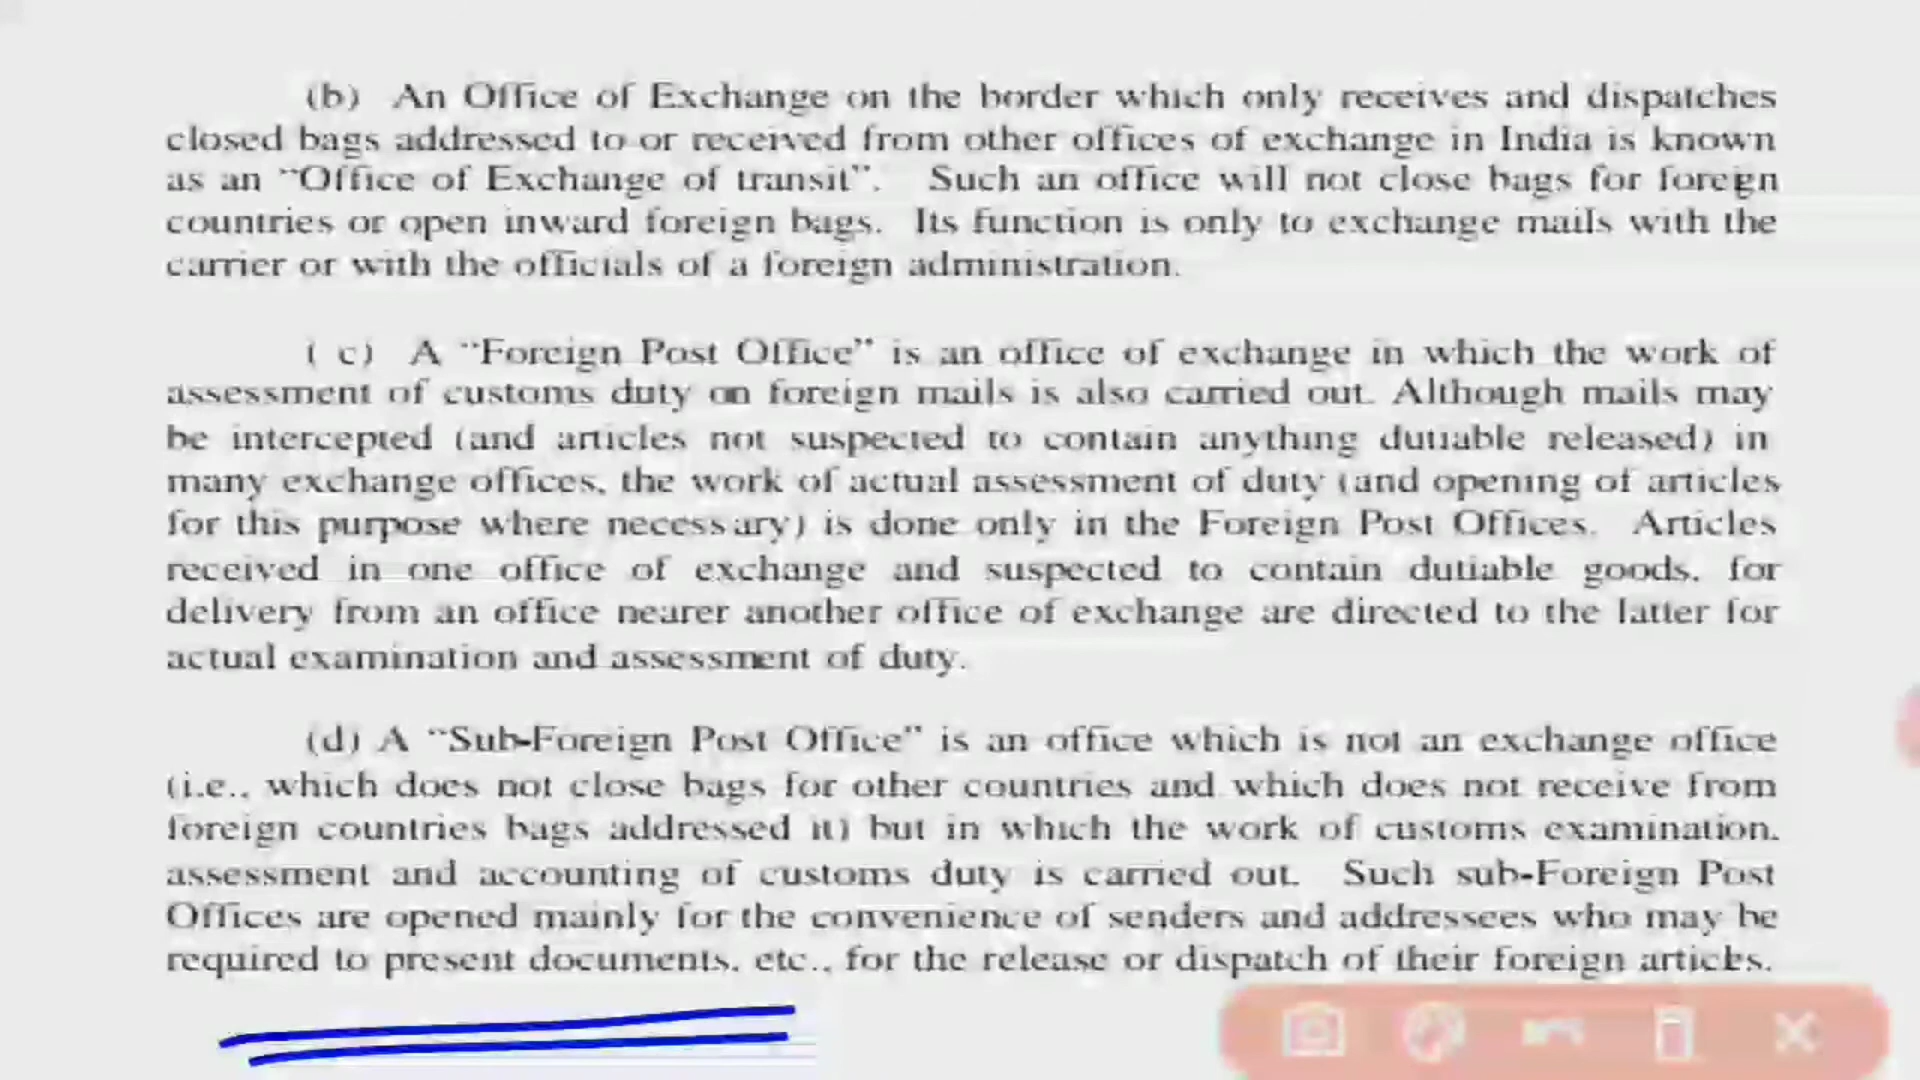 (b) An Office of Exchange on the border which only receives and dispatches
closed bags addressed to or received from other offices of exchange in India is known
as an “Office of Exchange of transit”. Such an office will not close bags for foreign
countries or open inward foreign bags. Its function is only to exchange mails with the
carrier or with the officials of a foreign administration.
( c) A “Foreign Post Office” is an office of exchange in which the work of
assessment of customs duty on foreign mails is also carried out. Although mails may
be intercepted (and articles not suspected to contain anything dutiable released) in
many exchange offices, the work of actual assessment of duty (and opening of articles
for this purpose where necessary) is done only in the Foreign Post Offices. Articles
received in one office of exchange and suspected to contain dutiable goods, for
delivery from an office nearer another office of exchange are directed to the latter for
actual examination and assessment of duty.
(d) A “Sub-Foreign Post Office” is an office which is not an exchange office
(i.e., which does not close bags for other countries and which does not receive from
foreign countries bags addressed it) but in which the work of customs examination,
assessment and accounting of customs duty is carried out. Such sub-Foreign Post
Offices are opened mainly for the convenience of senders and addressees who may be
required to present documents, etc., for the release or dispatch of their foreign articles.